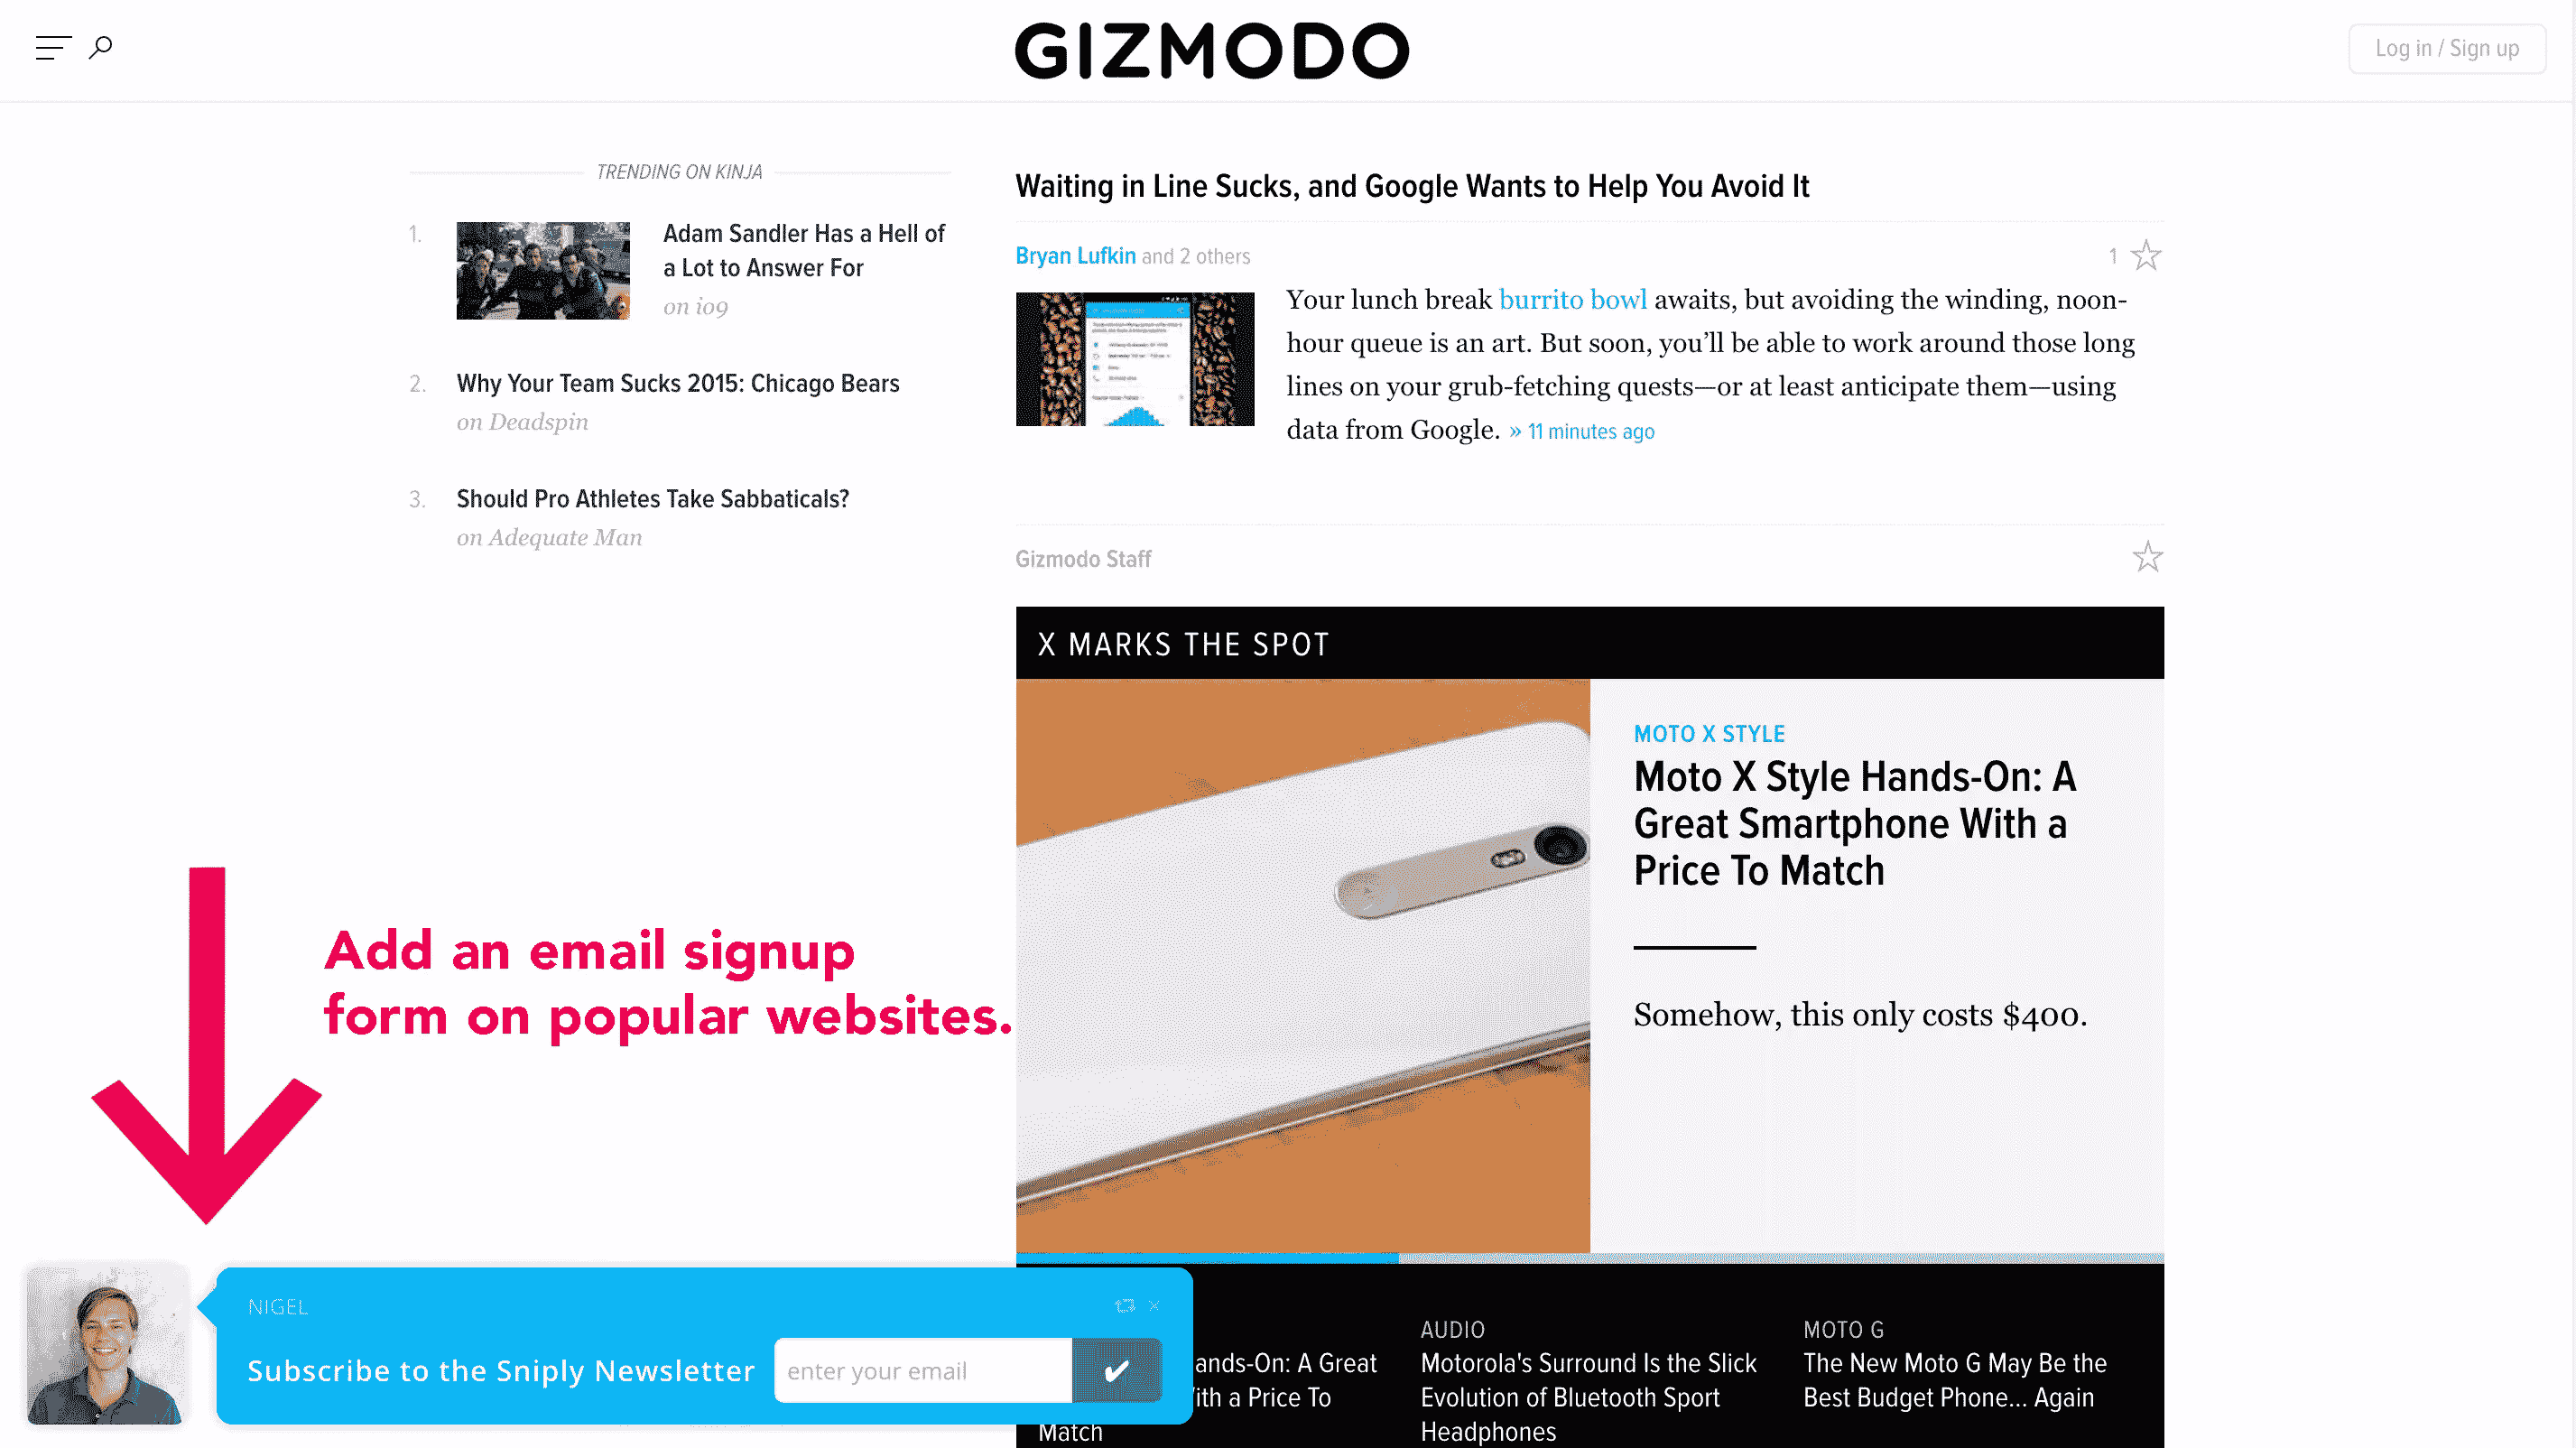 GIZMODO
Log in / Sign up
TRENDING ON KINJA
1.
Adam Sandler Has a Hell of
a Lot to Answer For
on io9
2.
Why Your Team Sucks 2015: Chicago Bears
on Deadspin
3.
Should Pro Athletes Take Sabbaticals?
on Adequate Man
Waiting in Line Sucks, and Google Wants to Help You Avoid It
Bryan Lufkin and 2 others
1
Your lunch break burrito bowl awaits, but avoiding the winding, noon-
hour queue is an art. But soon, you’ll be able to work around those long
lines on your grub-fetching quests—or at least anticipate them—using
data from Google. » 11 minutes ago
Gizmodo Staff
X MARKS THE SPOT
MOTO X STYLE
Moto X Style Hands-On: A
Great Smartphone With a
Price To Match
Somehow, this only costs $400.
Add an email signup
form on popular websites.
NIGEL
Subscribe to the Sniply Newsletter
enter your email
ands-On: A Great
ith a Price To
Match
AUDIO
Motorola's Surround Is the Slick
Evolution of Bluetooth Sport
Headphones
MOTO G
The New Moto G May Be the
Best Budget Phone... Again